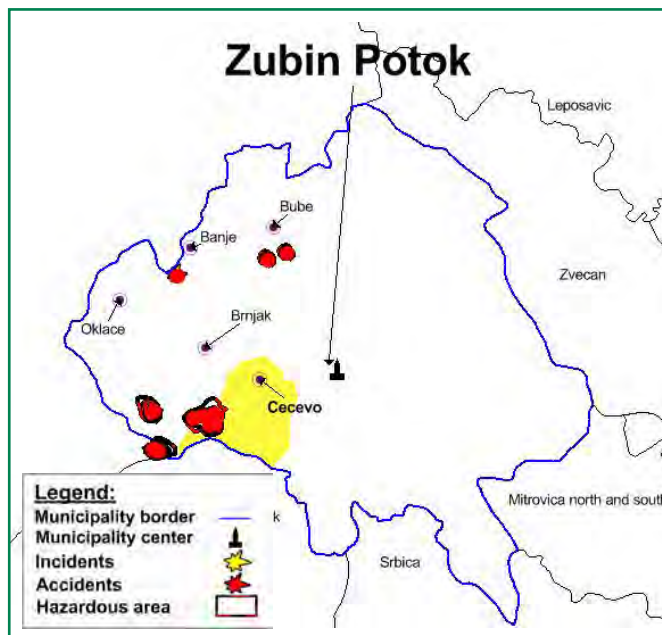 Zubin Potok
Leposavic
Bube
Banje
Zvecan
Oklace
Brnjak
Cecevo
Legend:
Municipality border
Municipality center
Incidents
Accidents
Hazardous area
k
Mitrovica north and south
Srbica